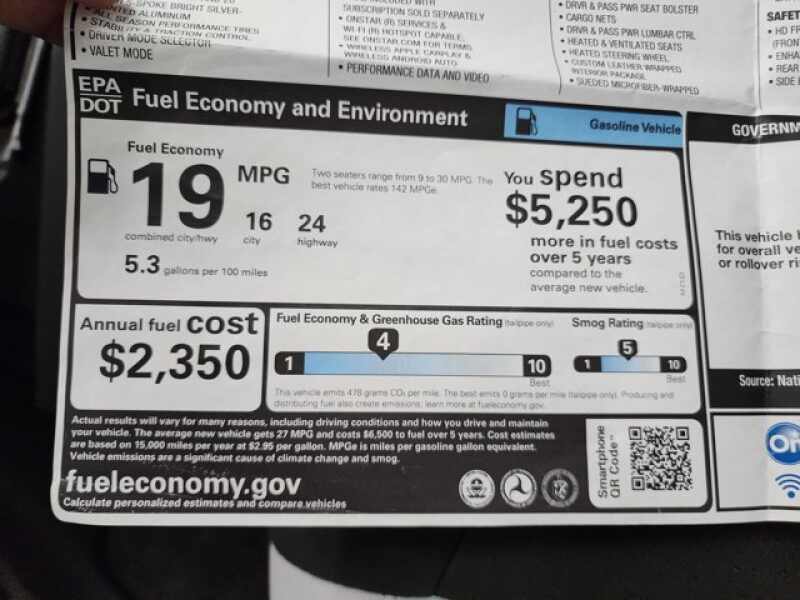 -SPOKE BRIGHT SILVER-
ALUMINUM
• ALL SEASON PERFORMANCE TIRES
• STABILITY & TRACTION CONTROL
• DRIVER MODE SELECTOR
• VALET MODE
SUBSCRIPTION SOLD SEPARATELY
• ONSTAR (R) SERVICES &
WI-FI (R) HOTSPOT CAPABLE,
SEE ONSTAR.COM FOR TERMS
• WIRELESS APPLE CARPLAY &
WIRELESS ANDROID AUTO
• PERFORMANCE DATA AND VIDEO
• DRVR & PASS PWR SEAT BOLSTER
• CARGO NETS
• DRVR & PASS PWR LUMBAR CTRL
• HEATED & VENTILATED SEATS
• HEATED STEERING WHEEL
• CUSTOM LEATHER WRAPPED
INTERIOR PACKAGE
• SUEDED MICROFIBER-WRAPPED
SAFET
• HD F
(FRON
• ENHA
• REAR
• SIDE
EPA
DOT
Fuel Economy and Environment
Gasoline Vehicle
Fuel Economy
19
MPG
Two seaters range from 9 to 30 MPG. The
best vehicle rates 142 MPGe.
combined city/hwy
16
city
24
highway
5.3 gallons per 100 miles
You spend
$5,250
more in fuel costs
over 5 years
compared to the
average new vehicle.
Annual fuel cost
$2,350
Fuel Economy & Greenhouse Gas Rating (tailpipe only)
4
1
10
Best
Smog Rating (tailpipe only)
5
1
10
Best
This vehicle emits 478 grams CO₂ per mile. The best emits 0 grams per mile (tailpipe only). Producing and
distributing fuel also create emissions; learn more at fueleconomy.gov.
Actual results will vary for many reasons, including driving conditions and how you drive and maintain
your vehicle. The average new vehicle gets 27 MPG and costs $6,500 to fuel over 5 years. Cost estimates
are based on 15,000 miles per year at $2.95 per gallon. MPGe is miles per gasoline gallon equivalent.
Vehicle emissions are a significant cause of climate change and smog.
fueleconomy.gov
Calculate personalized estimates and compare vehicles
Smartphone
QR Code™
GOVERNM
This vehicle
for overall ve
or rollover ri
Source: Nati
On